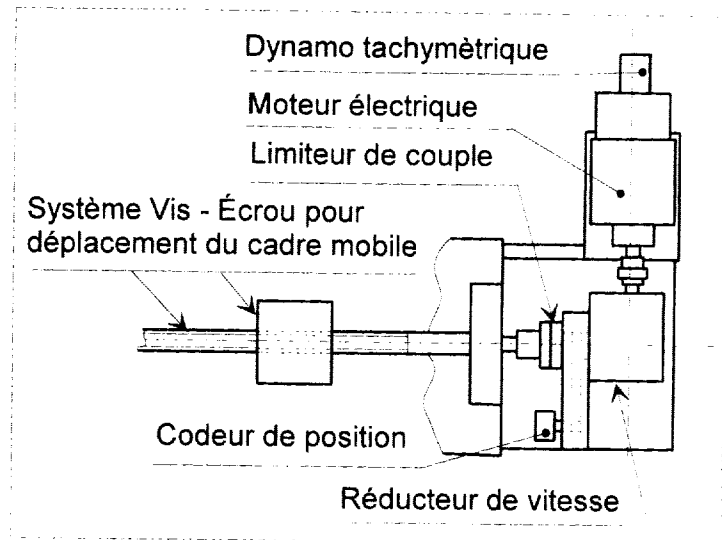 Dynamo tachymètrique
Moteur électrique
Limiteur de couple
Système Vis - Écrou pour
déplacement du cadre mobile
Codeur de position
Réducteur de vitesse